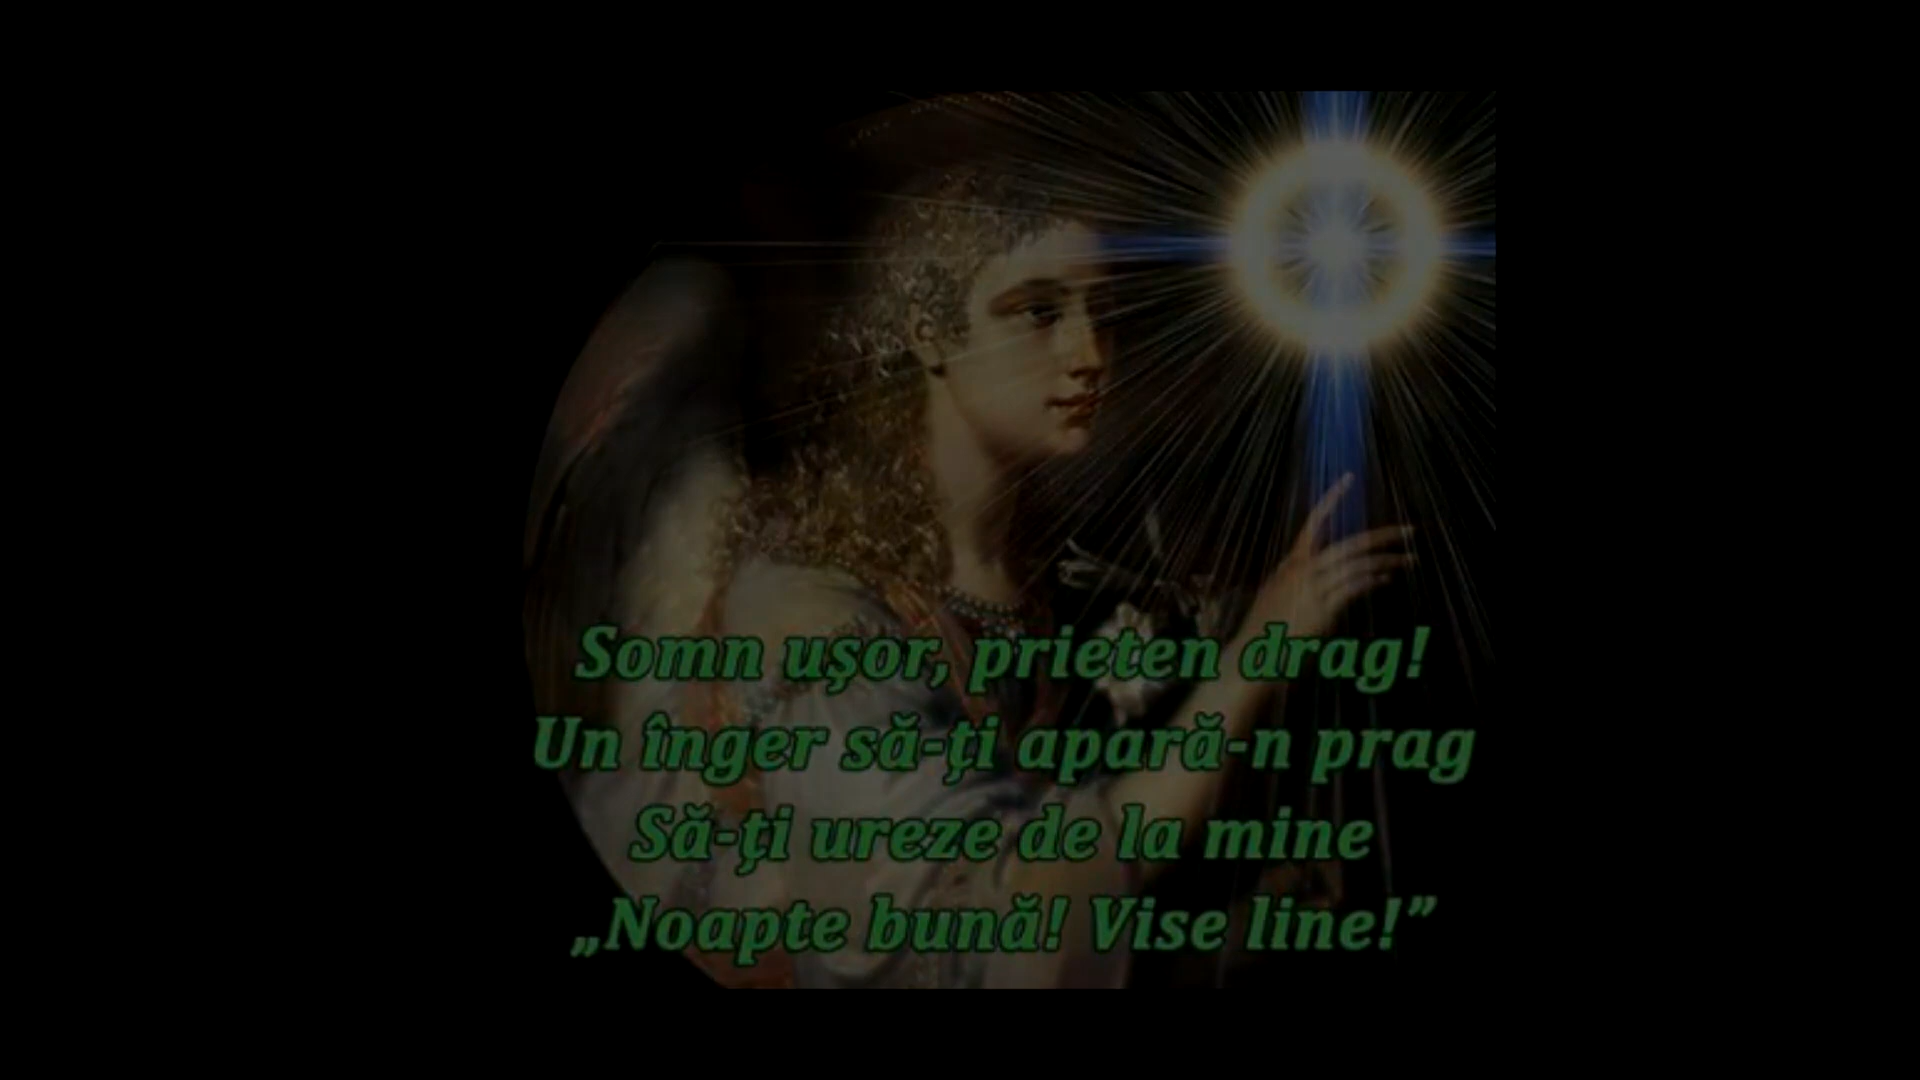 Somn uşor, prieten drag!
Un înger să-ţi apară-n prag
Să-ţi ureze de la mine
„Noapte bună! Vise line!”